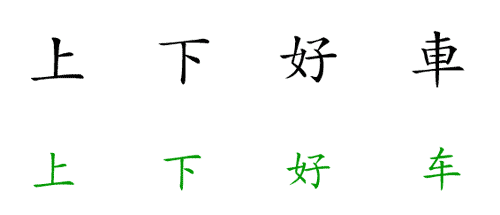 上 下 好 車
上 下 好 车